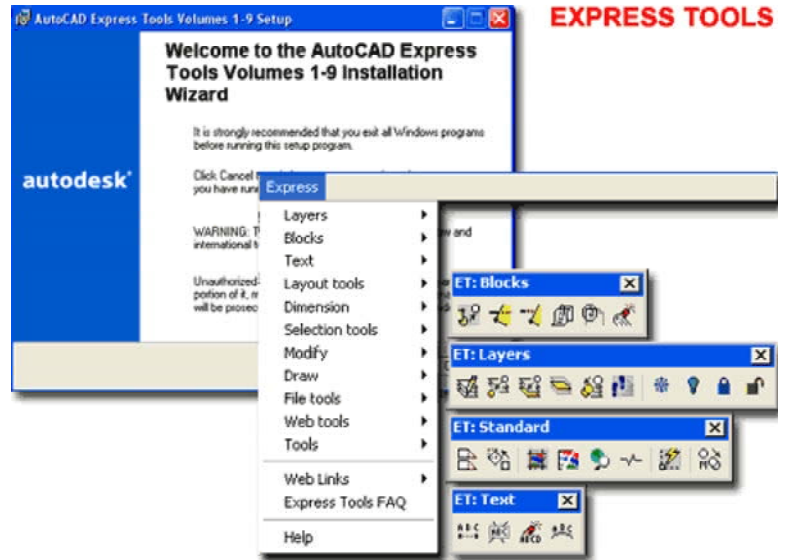 AutoCAD Express Tools Volumes 1-9 Setup
EXPRESS TOOLS
Welcome to the AutoCAD Express
Tools Volumes 1-9 Installation
Wizard
It is strongly recommended that you exit all Windows programs
before running this setup program.
Click Cancel
you have
WARNING:
and
international
Unauthorized
portion of it,
will be
autodesk
Express
Layers
Blocks
Text
Layout tools
Dimension
Selection tools
Modify
Draw
File tools
Web tools
Tools
Web Links
Express Tools FAQ
Help
ET: Blocks
ET: Layers
ET: Standard
ET: Text